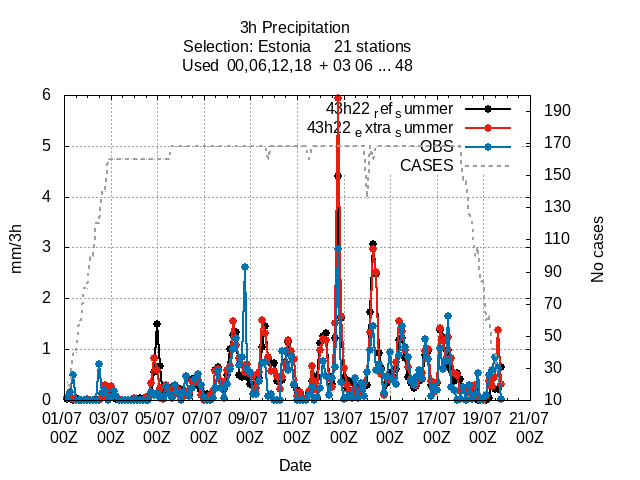 3h Precipitation
Selection: Estonia 21 stations
Used 00,06,12,18 + 03 06 ... 48
43h22 ref summer
43h22 extra summer
OBS
CASES
6
5
4
3
2
1
0
mm/3h
190
170
150
130
110
90
70
50
30
10
No cases
01/07 03/07 05/07 07/07 09/07 11/07 13/07 15/07 17/07 19/07 21/07
00Z 00Z 00Z 00Z 00Z 00Z 00Z 00Z 00Z 00Z 00Z
Date